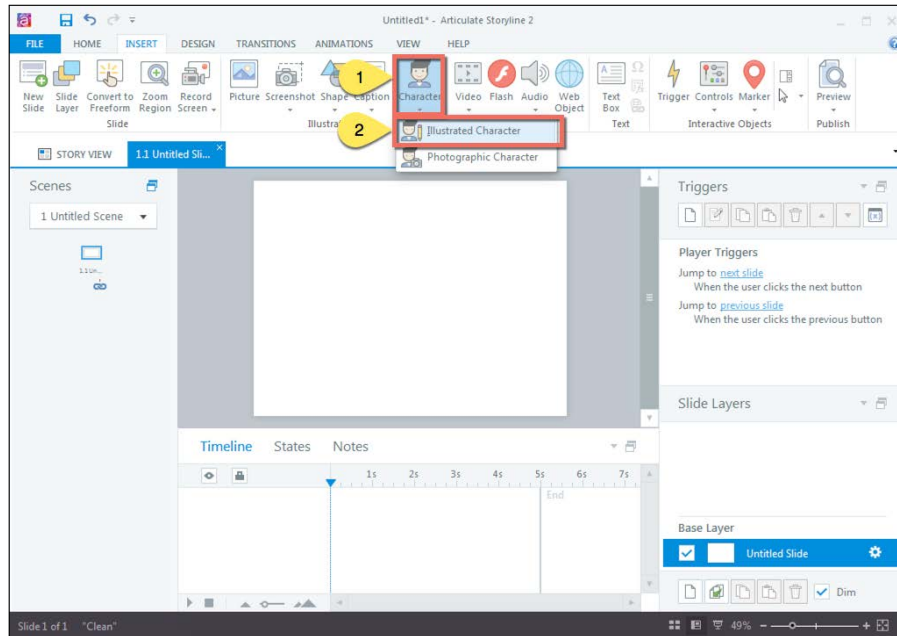 Untitled1* - Articulate Storyline 2
FILE HOME INSERT DESIGN TRANSITIONS ANIMATIONS VIEW HELP
1
New Slide Convert to Zoom Record Picture Screenshot Shape Caption Character Video Flash Audio Web Text Trigger Controls Marker Preview
Slide Layer Freeform Region Screen Object Box
Slide Text Interactive Objects Publish
2 Illustrated Character
STORY VIEW 1.1 Untitled Sli... Photographic Character
Scenes Triggers
1 Untitled Scene
Player Triggers
1.1 Un... Jump to next slide
When the user clicks the next button
Jump to previous slide
When the user clicks the previous button
Slide Layers
Timeline States Notes
1s 2s 3s 4s 5s 6s 7s
End
Base Layer
Untitled Slide
Dim
Slide 1 of 1 "Clean" 49%